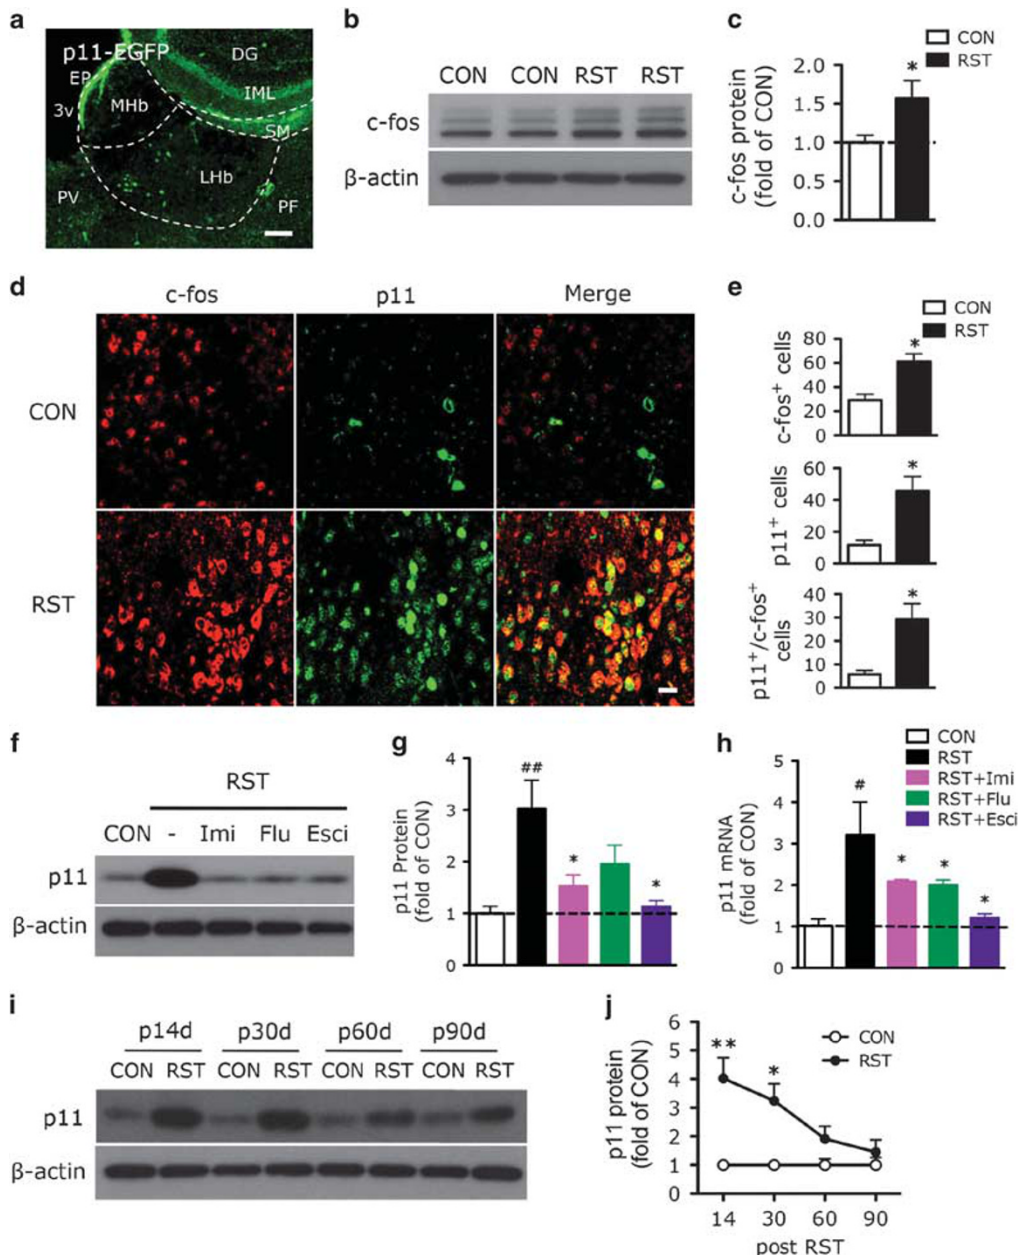 a
p11-EGFP
DG
EP
IML
MHb
3v
SM
LHb
PV
PF
b
CON CON RST RST
c-fos
β-actin
c
CON
RST
c-fos protein
(fold of CON)
2.0
1.5
1.0
0.5
0.0
*
d
c-fos p11 Merge
CON
RST
e
CON
RST
c-fos+ cells
80
60
40
20
0
*
p11+ cells
60
40
20
0
*
p11+/c-fos+
cells
40
30
20
10
0
*
f
RST
CON - Imi Flu Esci
p11
β-actin
g
p11 Protein
(fold of CON)
4
3
2
1
0
##
*
*
h
CON
RST
RST+Imi
RST+Flu
RST+Esci
p11 mRNA
(fold of CON)
5
4
3
2
1
0
#
* * *
i
p14d p30d p60d p90d
CON RST CON RST CON RST CON RST
p11
β-actin
j
CON
RST
p11 protein
(fold of CON)
6
5
4
3
2
1
0
**
*
14 30 60 90
post RST